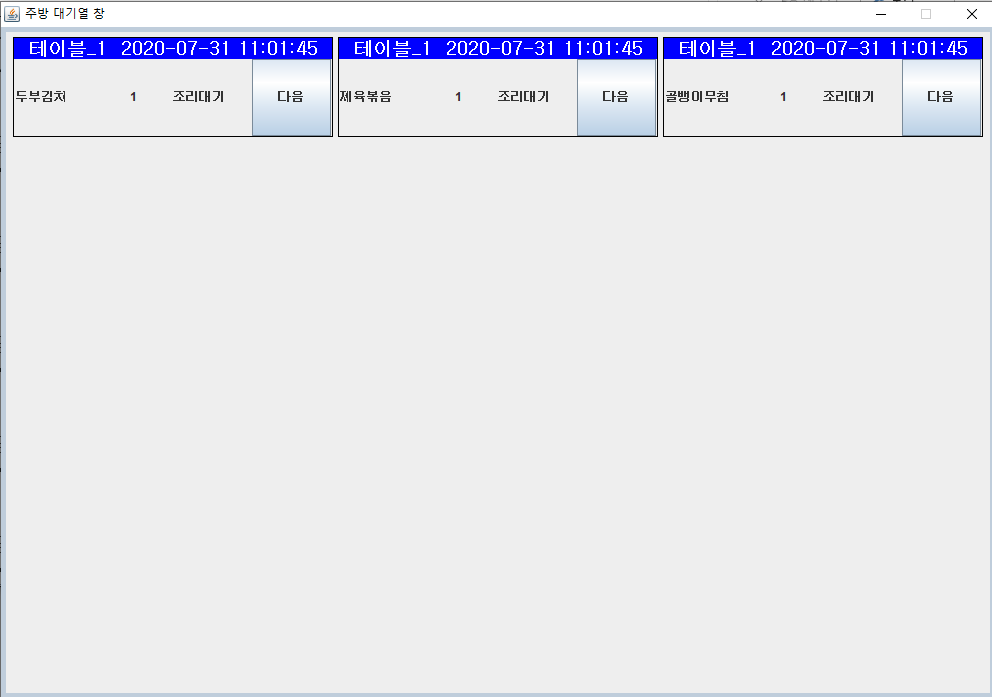 주방 대기열 창
테이블_1 2020-07-31 11:01:45
두부김치 1 조리대기 다음
테이블_1 2020-07-31 11:01:45
제육볶음 1 조리대기 다음
테이블_1 2020-07-31 11:01:45
골뱅이무침 1 조리대기 다음